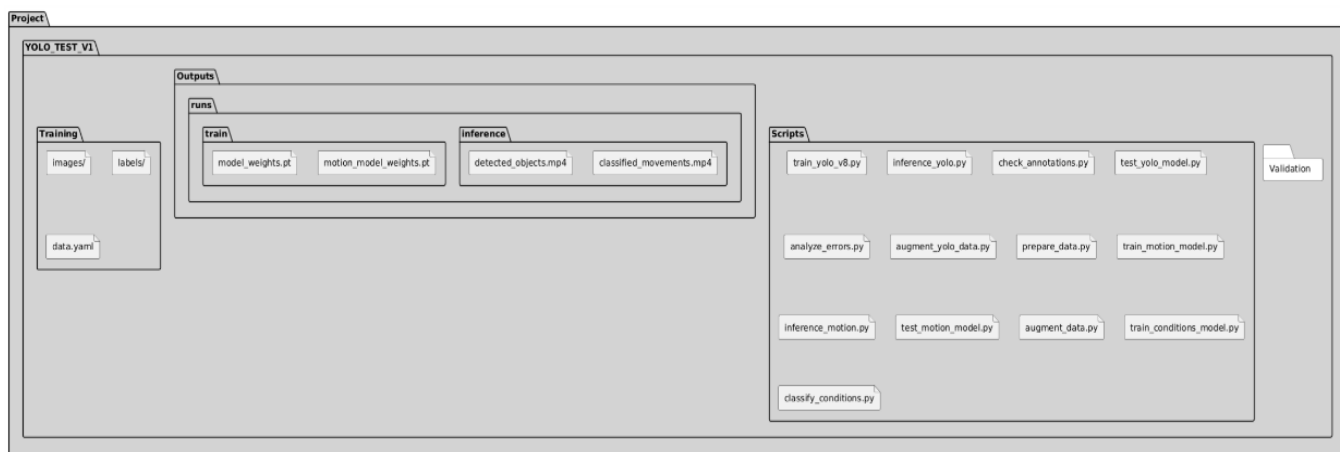 Project
YOLO_TEST_V1
Outputs
runs
Training
train
inference
Scripts
images/
labels/
model_weights.pt
motion_model_weights.pt
detected_objects.mp4
classified_movements.mp4
train_yolo_v8.py
inference_yolo.py
check_annotations.py
test_yolo_model.py
Validation
data.yaml
analyze_errors.py
augment_yolo_data.py
prepare_data.py
train_motion_model.py
inference_motion.py
test_motion_model.py
augment_data.py
train_conditions_model.py
classify_conditions.py